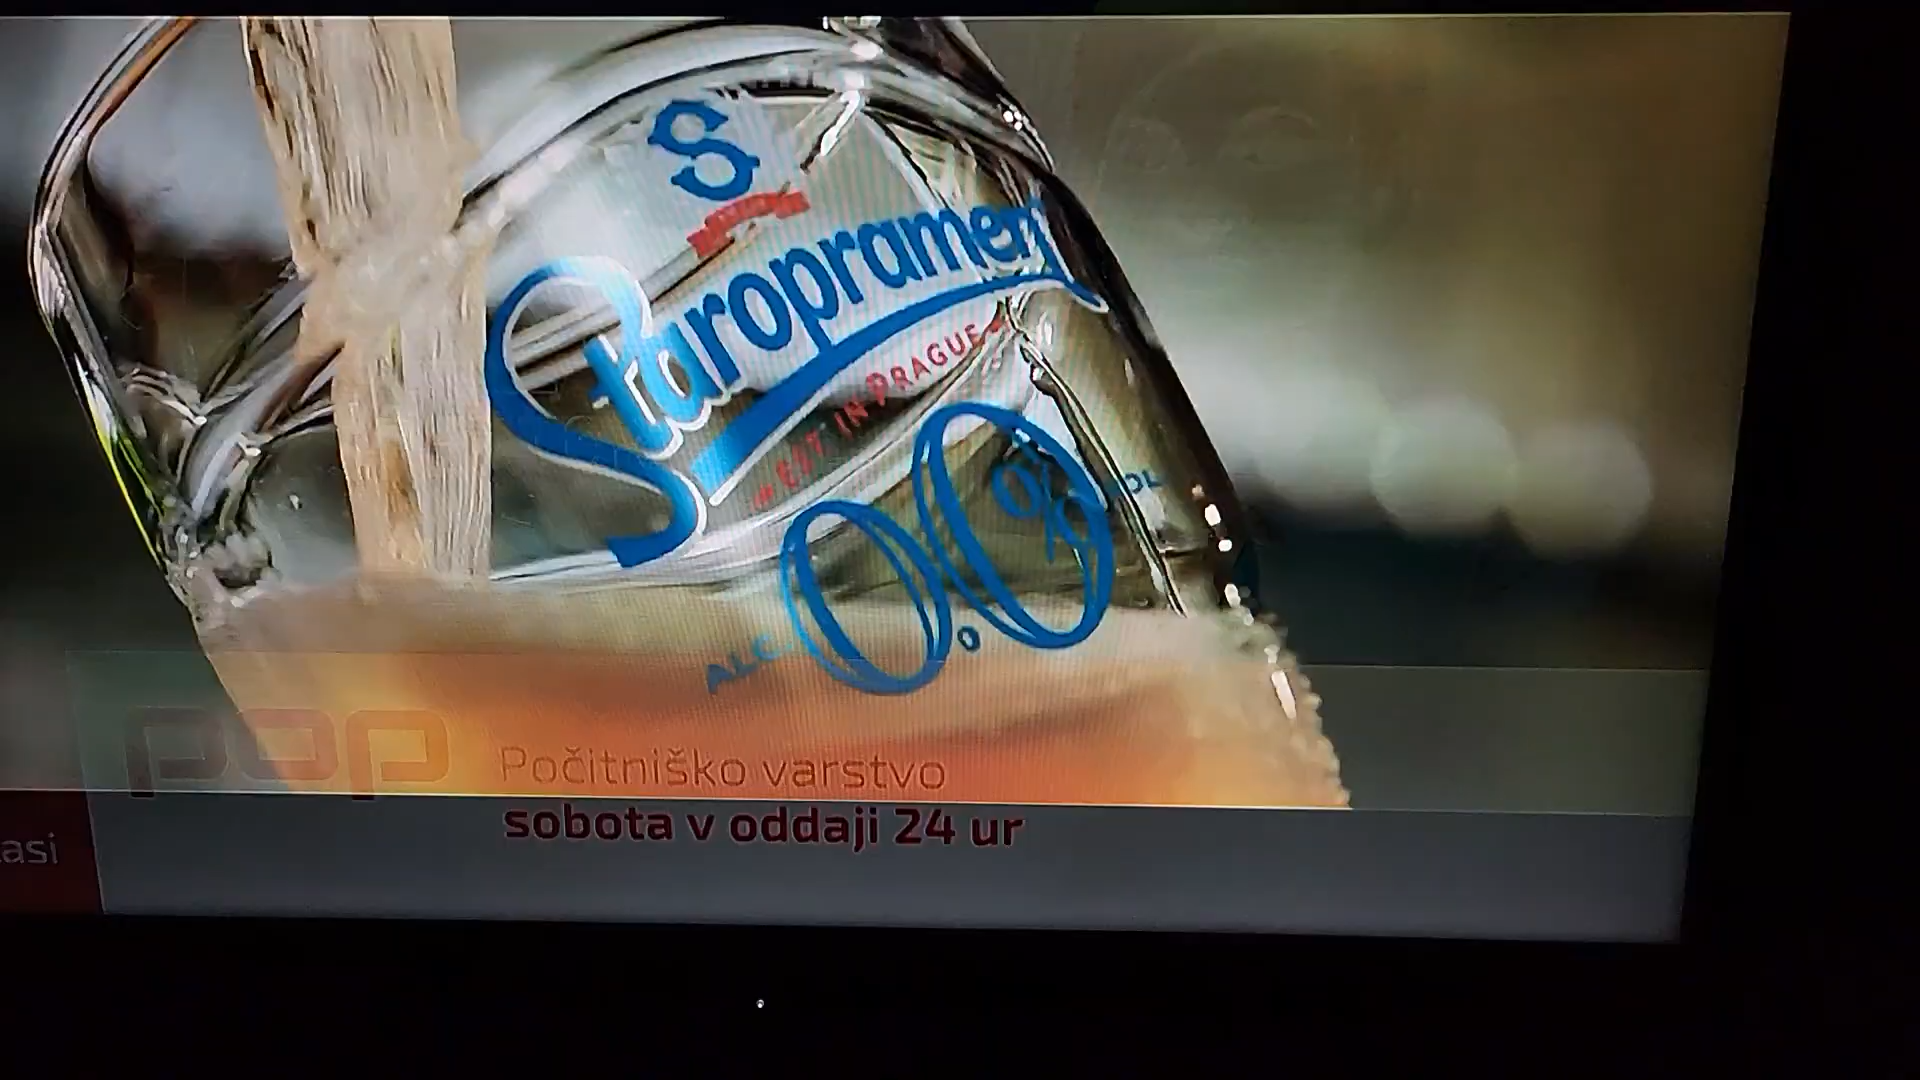 S
Staropramen
EST IN PRAGUE
0.0%
ALC.
pop
Počitniško varstvo
sobota v oddaji 24 ur
asi